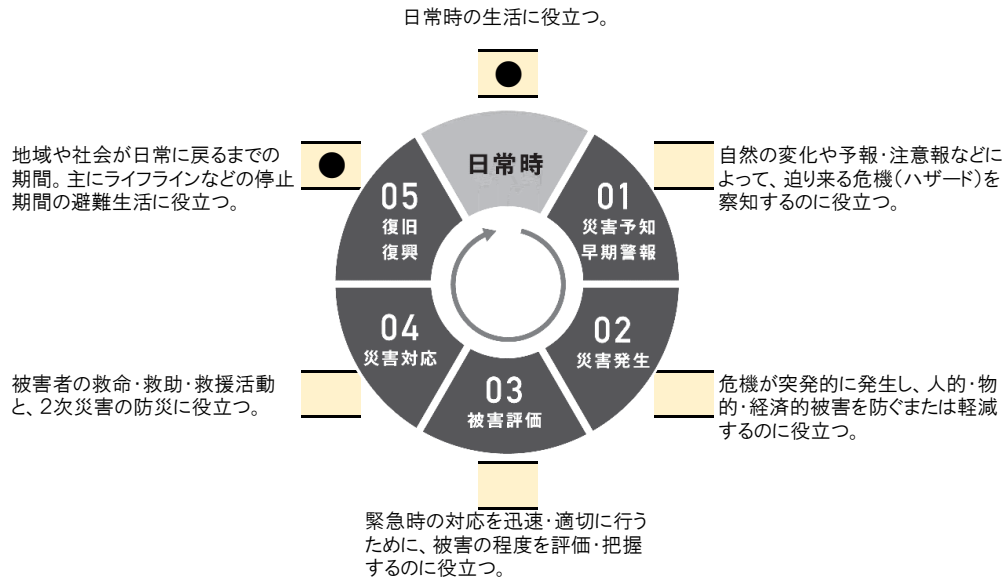 日常時の生活に役立つ。
●
日常時
地域や社会が日常に戻るまでの
期間。主にライフラインなどの停止
期間の避難生活に役立つ。
●
05
復旧
復興
01
災害予知
早期警報
自然の変化や予報・注意報などに
よって、迫り来る危機（ハザード）を
察知するのに役立つ。
04
災害対応
02
災害発生
被害者の救命・救助・救援活動
と、2次災害の防災に役立つ。
03
被害評価
危機が突発的に発生し、人的・物
的・経済的被害を防ぐまたは軽減
するのに役立つ。
緊急時の対応を迅速・適切に行う
ために、被害の程度を評価・把握
するのに役立つ。